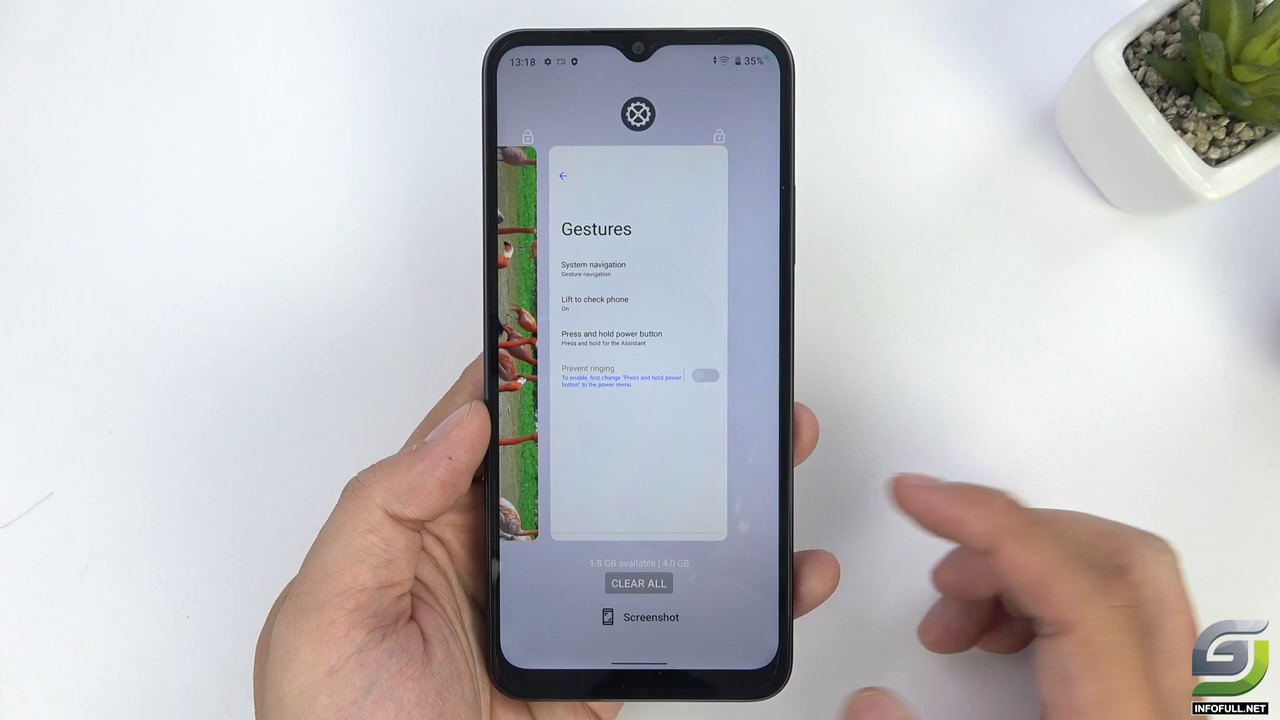 13:18
35%
Gestures
System navigation
Gesture navigation
Lift to check phone
On
Press and hold power button
Press and hold for the Assistant
Prevent ringing
To enable, first change "Press and hold power
button" to the power menu.
1.8 GB available | 4.0 GB
CLEAR ALL
Screenshot
INFOFULL.NET